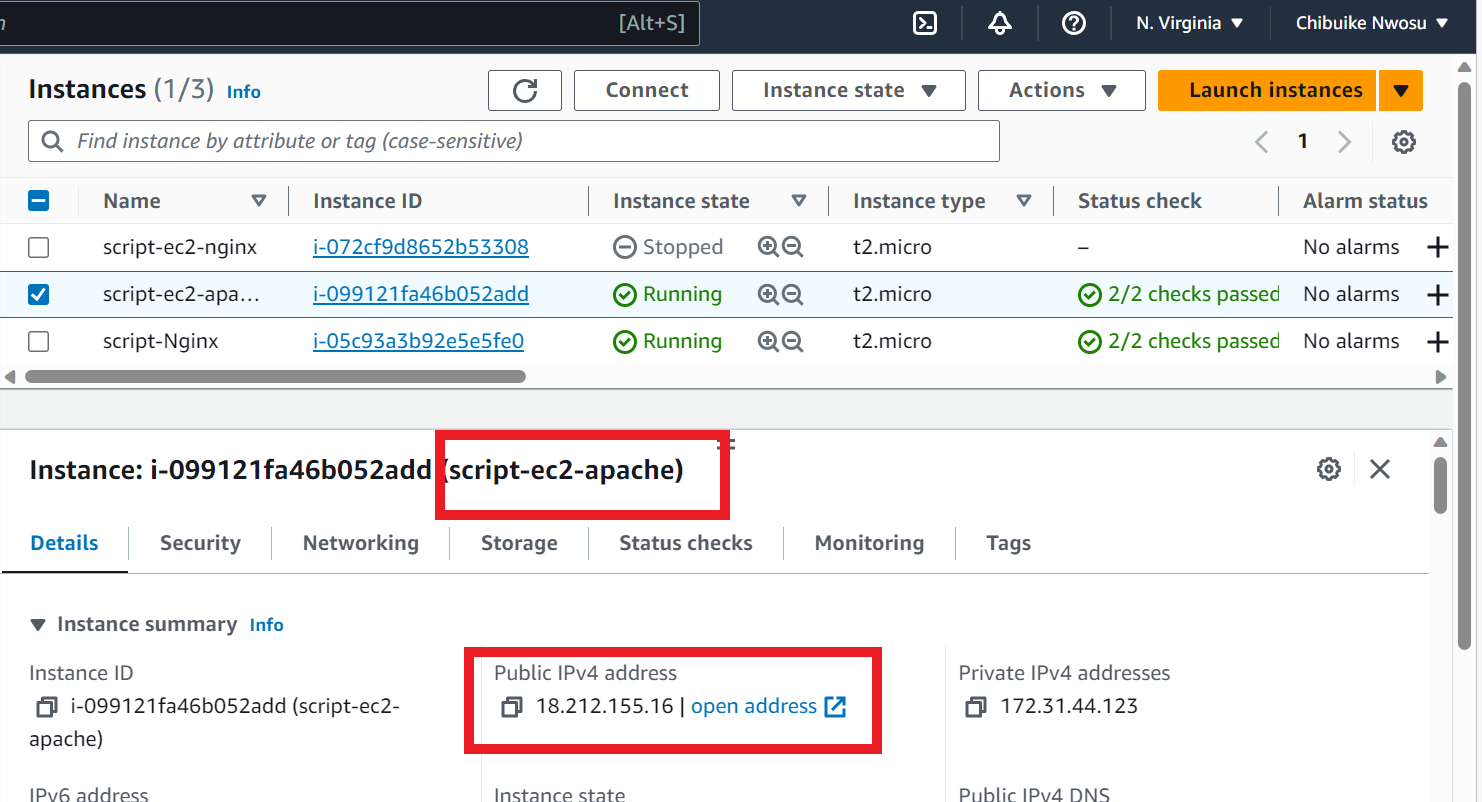 [Alt+S] N. Virginia Chibuike Nwosu
Instances (1/3) Info Connect Instance state Actions Launch instances
Find instance by attribute or tag (case-sensitive) 1
Name Instance ID Instance state Instance type Status check Alarm status
script-ec2-nginx i-072cf9d8652b53308 Stopped t2.micro – No alarms
script-ec2-apa... i-099121fa46b052add Running t2.micro 2/2 checks passed No alarms
script-Nginx i-05c93a3b92e5e5fe0 Running t2.micro 2/2 checks passed No alarms
Instance: i-099121fa46b052add (script-ec2-apache)
Details Security Networking Storage Status checks Monitoring Tags
Instance summary Info
Instance ID
i-099121fa46b052add (script-ec2-
apache)
Public IPv4 address
18.212.155.16 | open address
Private IPv4 addresses
172.31.44.123
IPv6 address Instance state Public IPv4 DNS